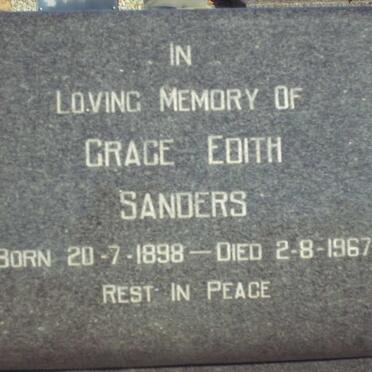 IN
LOVING MEMORY OF
GRACE EDITH
SANDERS
BORN 20-7-1898 — DIED 2-8-1967
REST IN PEACE